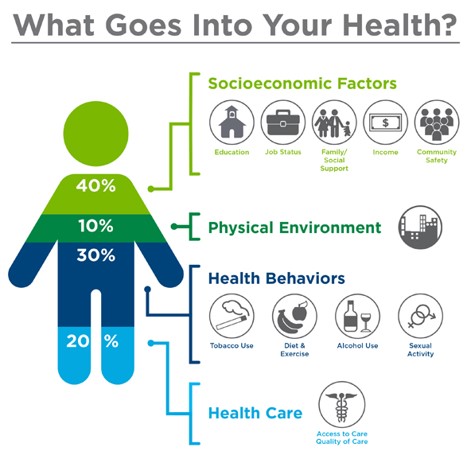 What Goes Into Your Health?
Socioeconomic Factors
Education
Job Status
Family/
Social
Support
Income
Community
Safety
40%
10%
Physical Environment
30%
Health Behaviors
Tobacco Use
Diet &
Exercise
Alcohol Use
Sexual
Activity
20 %
Health Care
Access to Care
Quality of Care
$